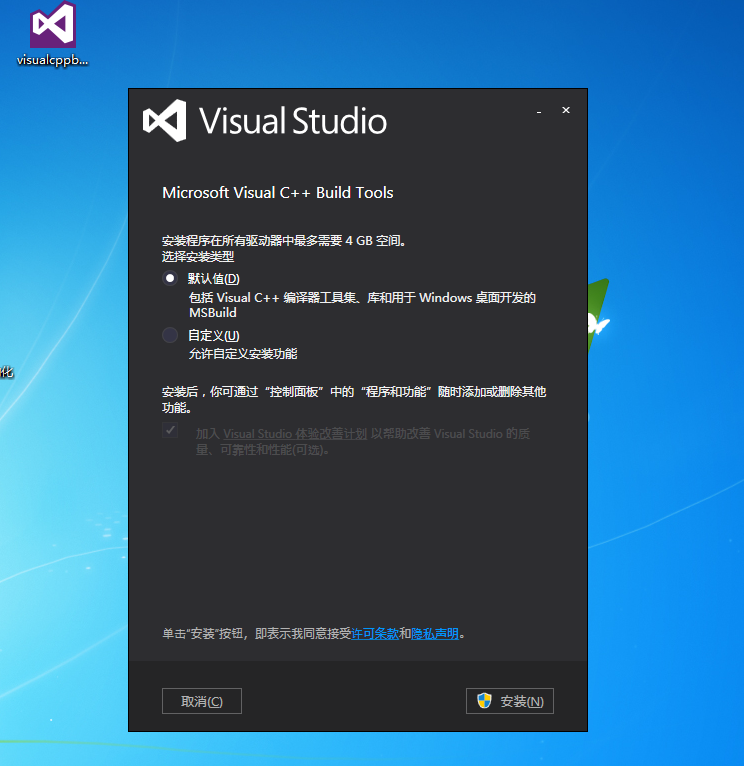 visualcppb...
Visual Studio
Microsoft Visual C++ Build Tools
安装程序在所有驱动器中最多需要 4 GB 空间。
选择安装类型
默认值(D)
包括 Visual C++ 编译器工具集、库和用于 Windows 桌面开发的
MSBuild
自定义(U)
允许自定义安装功能
化
安装后，你可通过“控制面板”中的“程序和功能”随时添加或删除其他
功能。
加入 Visual Studio 体验改善计划 以帮助改善 Visual Studio 的质
量、可靠性和性能(可选)。
单击"安装"按钮，即表示我同意接受许可条款和隐私声明。
取消(C)
安装(N)